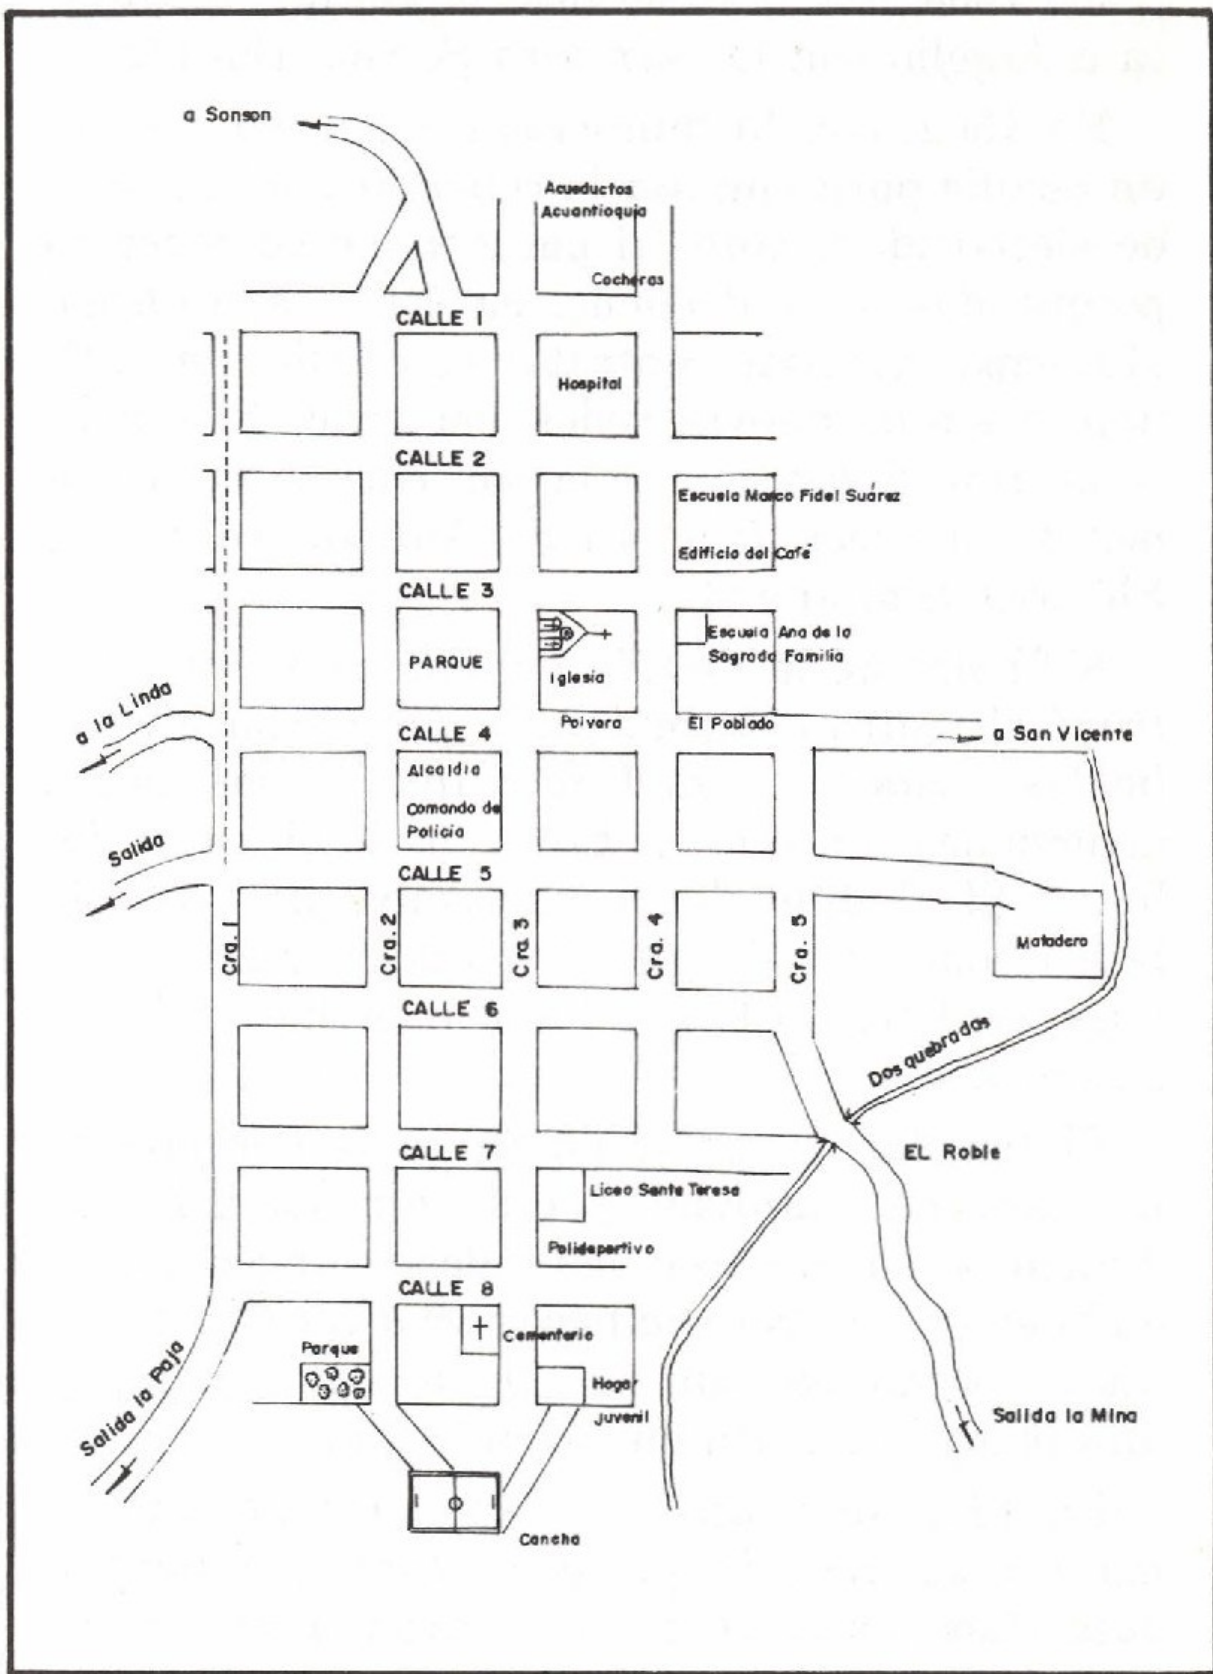 a Sonson
Acueductos
Acuantioquia
Cocheras
CALLE 1
Hospital
CALLE 2
Escuela Marco Fidel Suárez
Edificio del Café
CALLE 3
PARQUE
Iglesia
Escuela Ana de la
Sagrada Familia
a la Linda
Polvora
El Poblado
CALLE 4
a San Vicente
Alcaldia
Comando de
Policía
Salida
CALLE 5
Cra. 1
Cra. 2
Cra. 3
Cra. 4
Cra. 5
Matadero
CALLE 6
Dos quebradas
CALLE 7
EL Roble
Liceo Sante Teresa
Polideportivo
CALLE 8
Cementerio
Parque
Hogar
Juvenil
Salida la Paja
Salida la Mina
Cancha